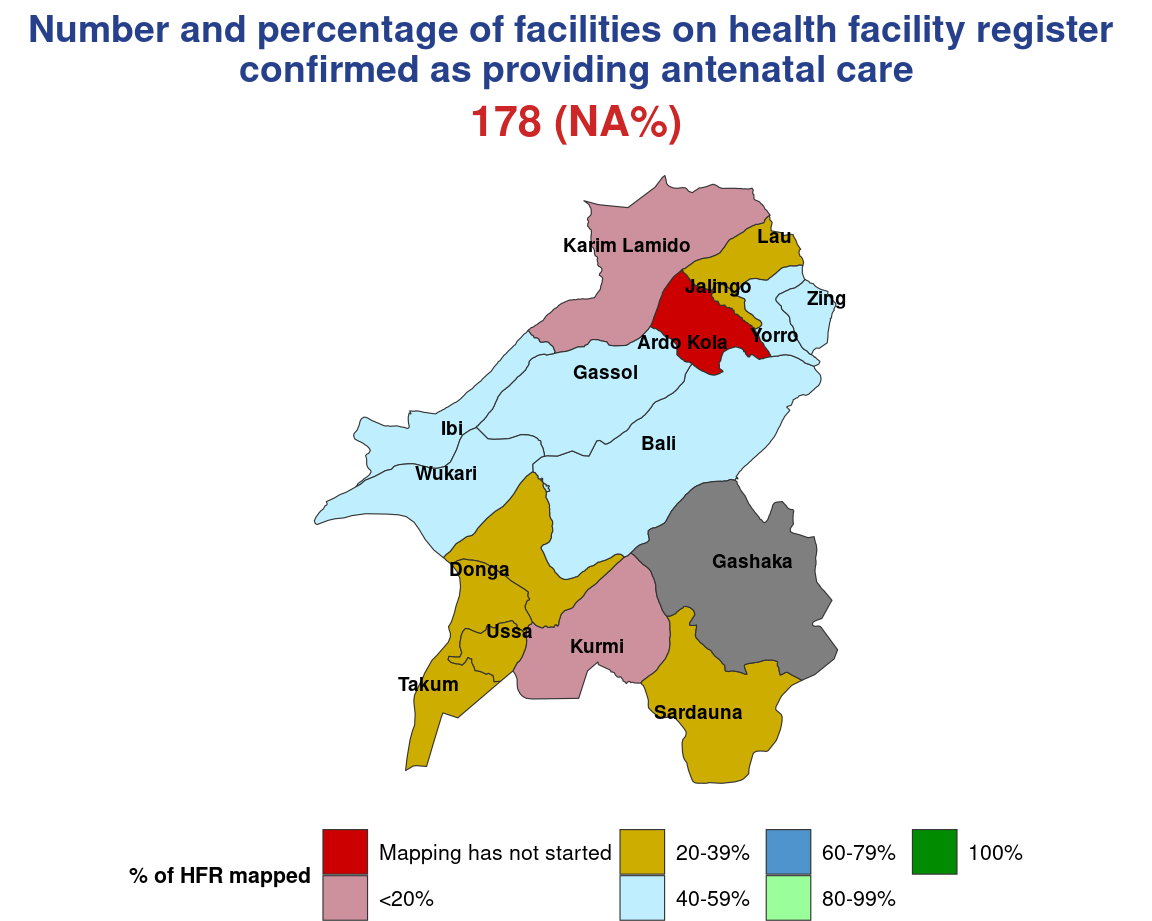 Number and percentage of facilities on health facility register
confirmed as providing antenatal care
178 (NA%)
Karim Lamido
Lau
Jalingo
Zing
Yorro
Ardo Kola
Gassol
Ibi
Bali
Wukari
Gashaka
Donga
Ussa
Kurmi
Takum
Sardauna
% of HFR mapped
Mapping has not started
<20%
20-39%
40-59%
60-79%
80-99%
100%